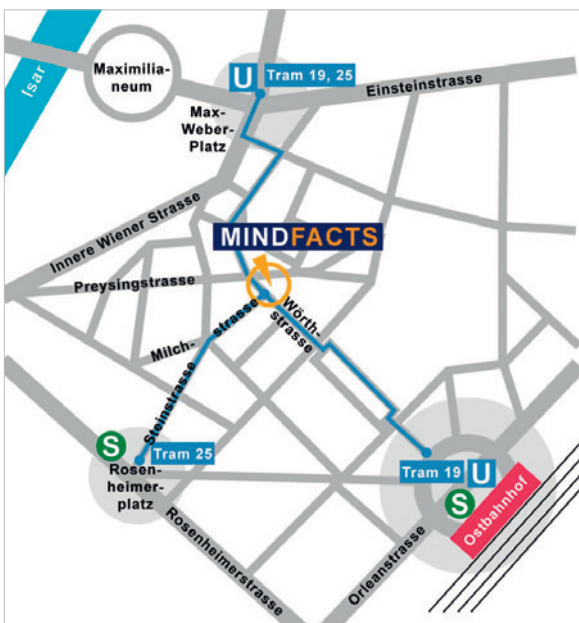 Isar
Maximilia-
neum
U
Tram 19, 25
Einsteinstrasse
Max-
Weber-
Platz
Innere Wiener Strasse
MINDFACTS
Preysingstrasse
Wörth-
strasse
Milch-
strasse
Steinstrasse
S
Tram 25
Rosen-
heimer-
platz
Tram 19
U
S
Ostbahnhof
Rosenheimerstrasse
Orleanstrasse